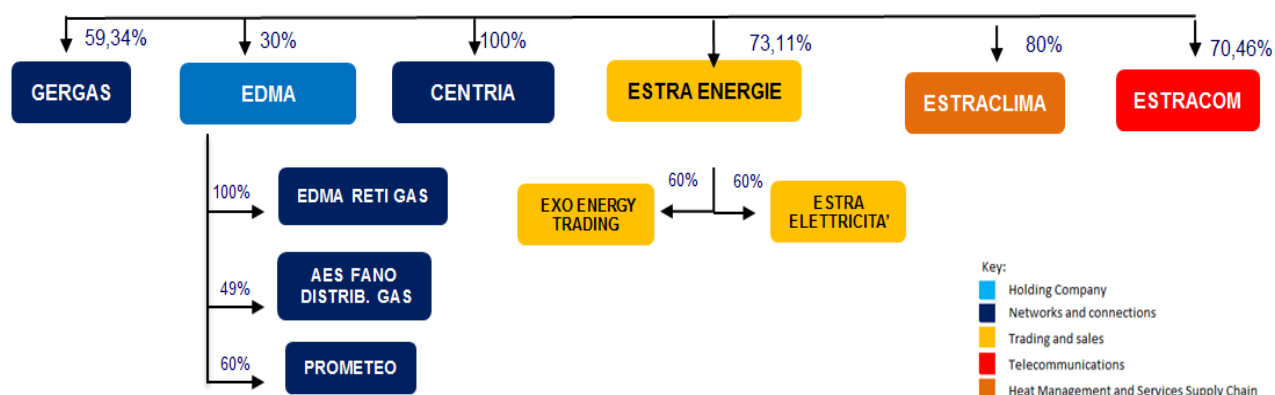 59,34%
30%
100%
73,11%
80%
70,46%
GERGAS
EDMA
CENTRIA
ESTRA ENERGIE
ESTRACLIMA
ESTRACOM
100%
EDMA RETI GAS
60%
60%
EXO ENERGY
TRADING
ESTRA
ELETTRICITA’
49%
AES FANO
DISTRIB. GAS
60%
PROMETEO
Key:
Holding Company
Networks and connections
Trading and sales
Telecommunications
Heat Management and Services Supply Chain